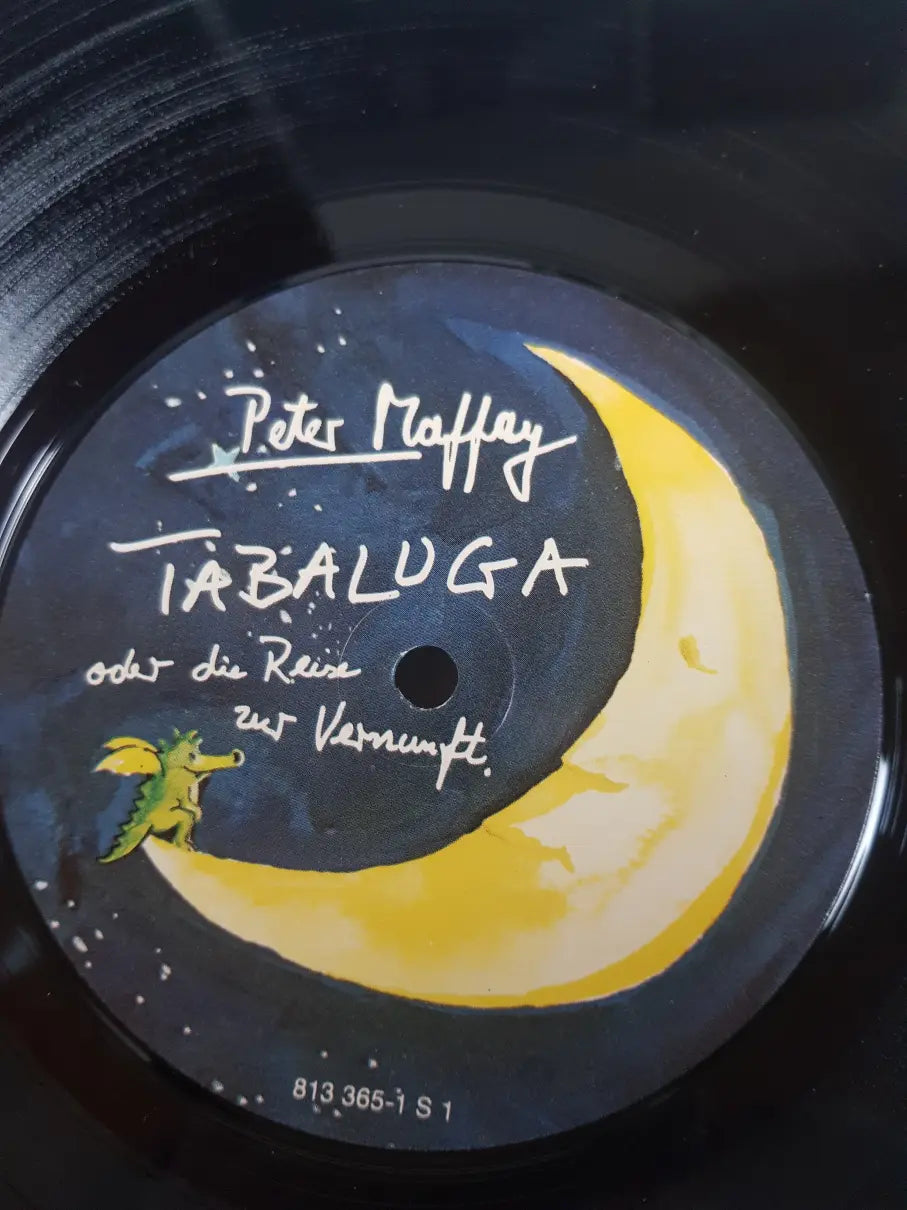 Peter Maffay
TABALUGA
oder die Reise
zur Vernunft.
813 365-1 S 1